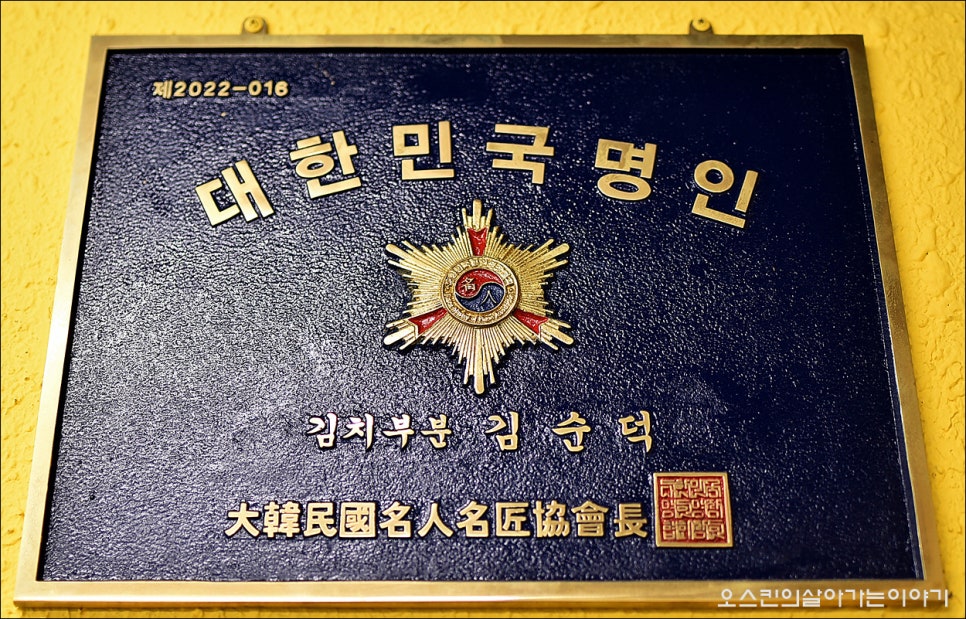 제2022-016
대한민국명인
名人
김치부분 김순덕
大韓民國名人名匠協會長
오스킨의살아가는이야기